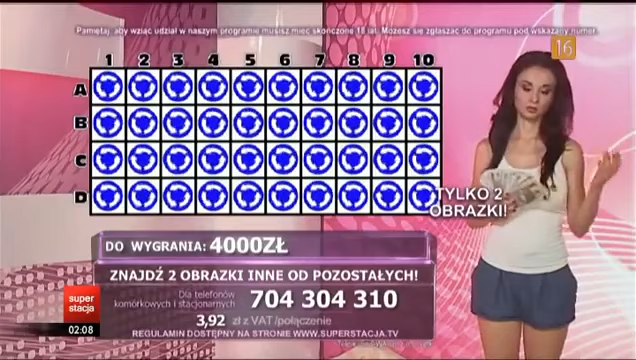 Pamiętaj, aby wziąć udział w naszym programie musisz mieć skończone 18 lat. Możesz się zgłaszać do programu pod wskazany numer.
16
1 2 3 4 5 6 7 8 9 10
A
B
C
D
TYLKO 2
OBRAZKI!
DO WYGRANIA: 4000ZŁ
ZNAJDŹ 2 OBRAZKI INNE OD POZOSTAŁYCH!
Dla telefonów
komórkowych i stacjonarnych
704 304 310
3,92 zł z VAT/połączenie
REGULAMIN DOSTĘPNY NA STRONIE WWW.SUPERSTACJA.TV
super
stacja
02:08